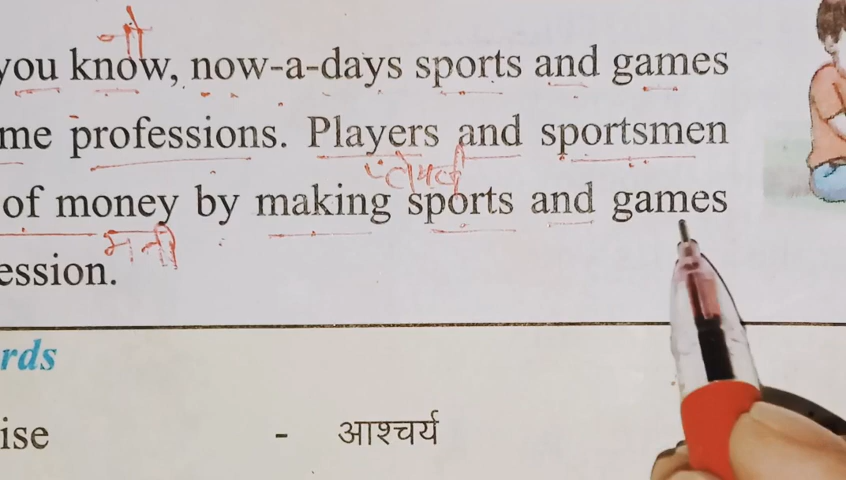 नो
you know, now-a-days sports and games
me professions. Players and sportsmen
of money by making sports and games
मनी
ession.
rds
ise - आश्चर्य